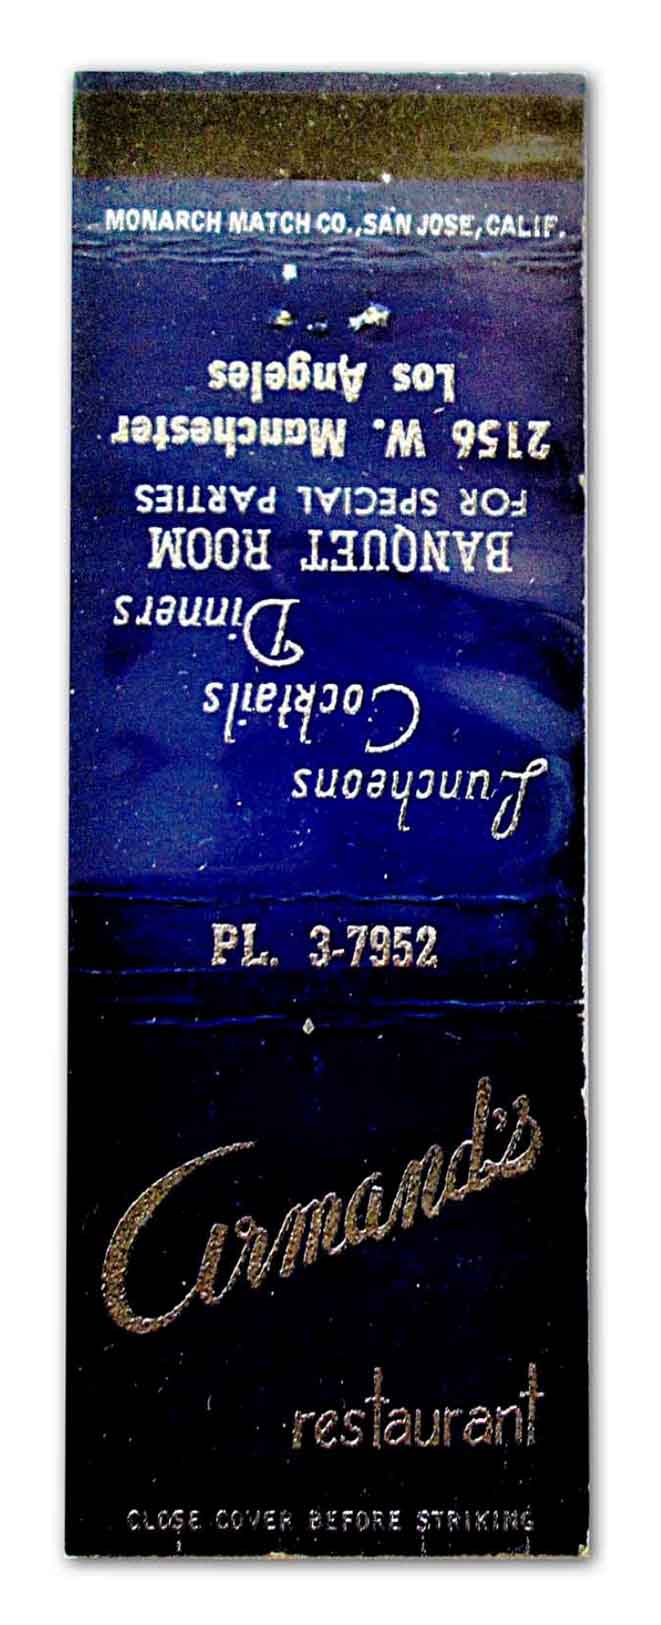 MONARCH MATCH CO., SAN JOSE, CALIF.
Luncheons
Cocktails
Dinners
BANQUET ROOM
FOR SPECIAL PARTIES
2156 W. Manchester
Los Angeles
PL. 3-7952
Armand's
restaurant
CLOSE COVER BEFORE STRIKING